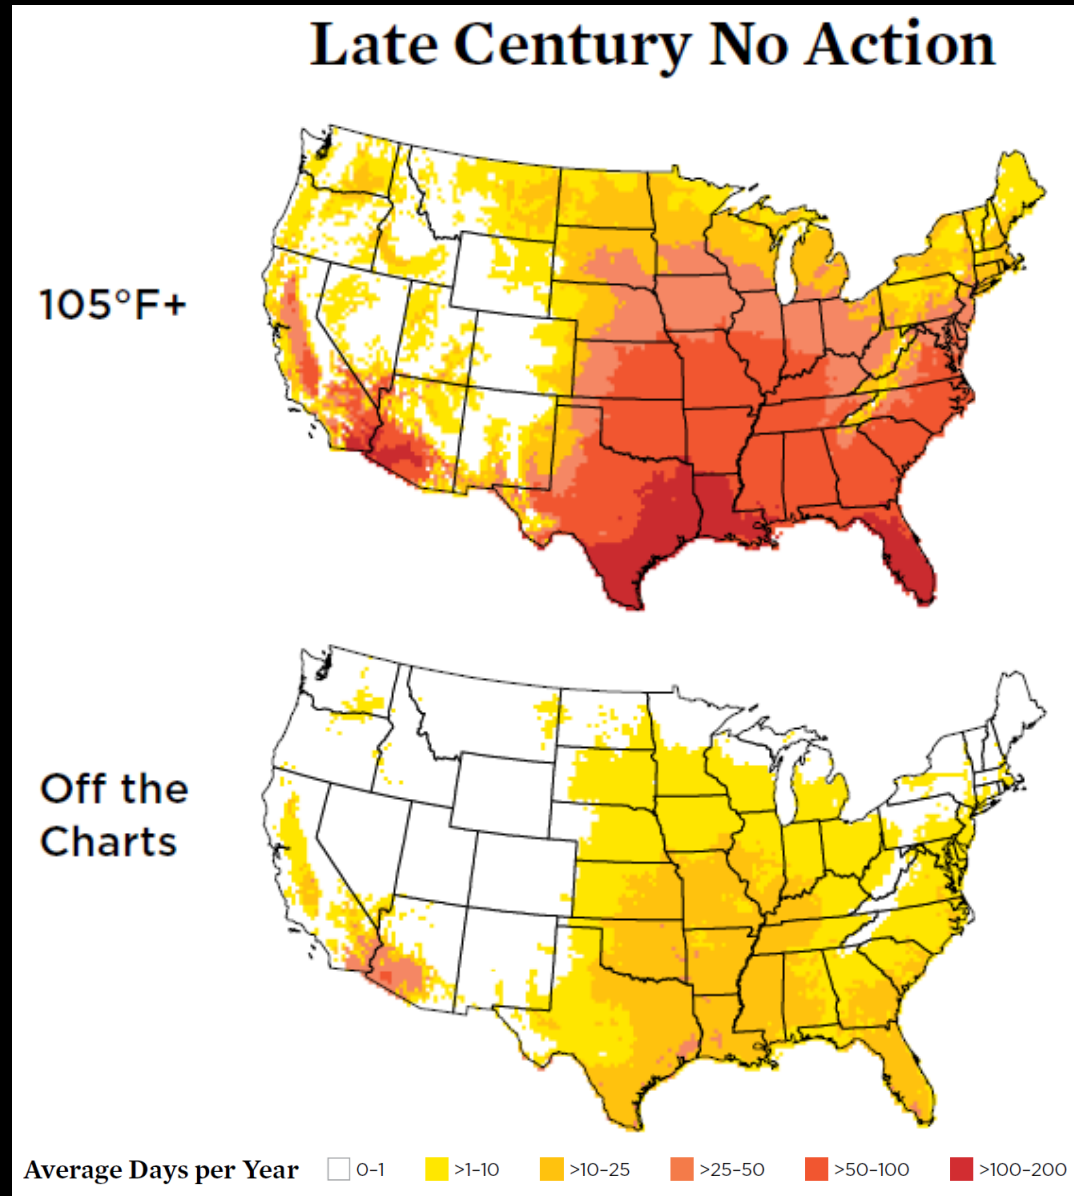 Late Century No Action
105°F+
Off the
Charts
Average Days per Year 0–1 >1–10 >10–25 >25–50 >50–100 >100–200